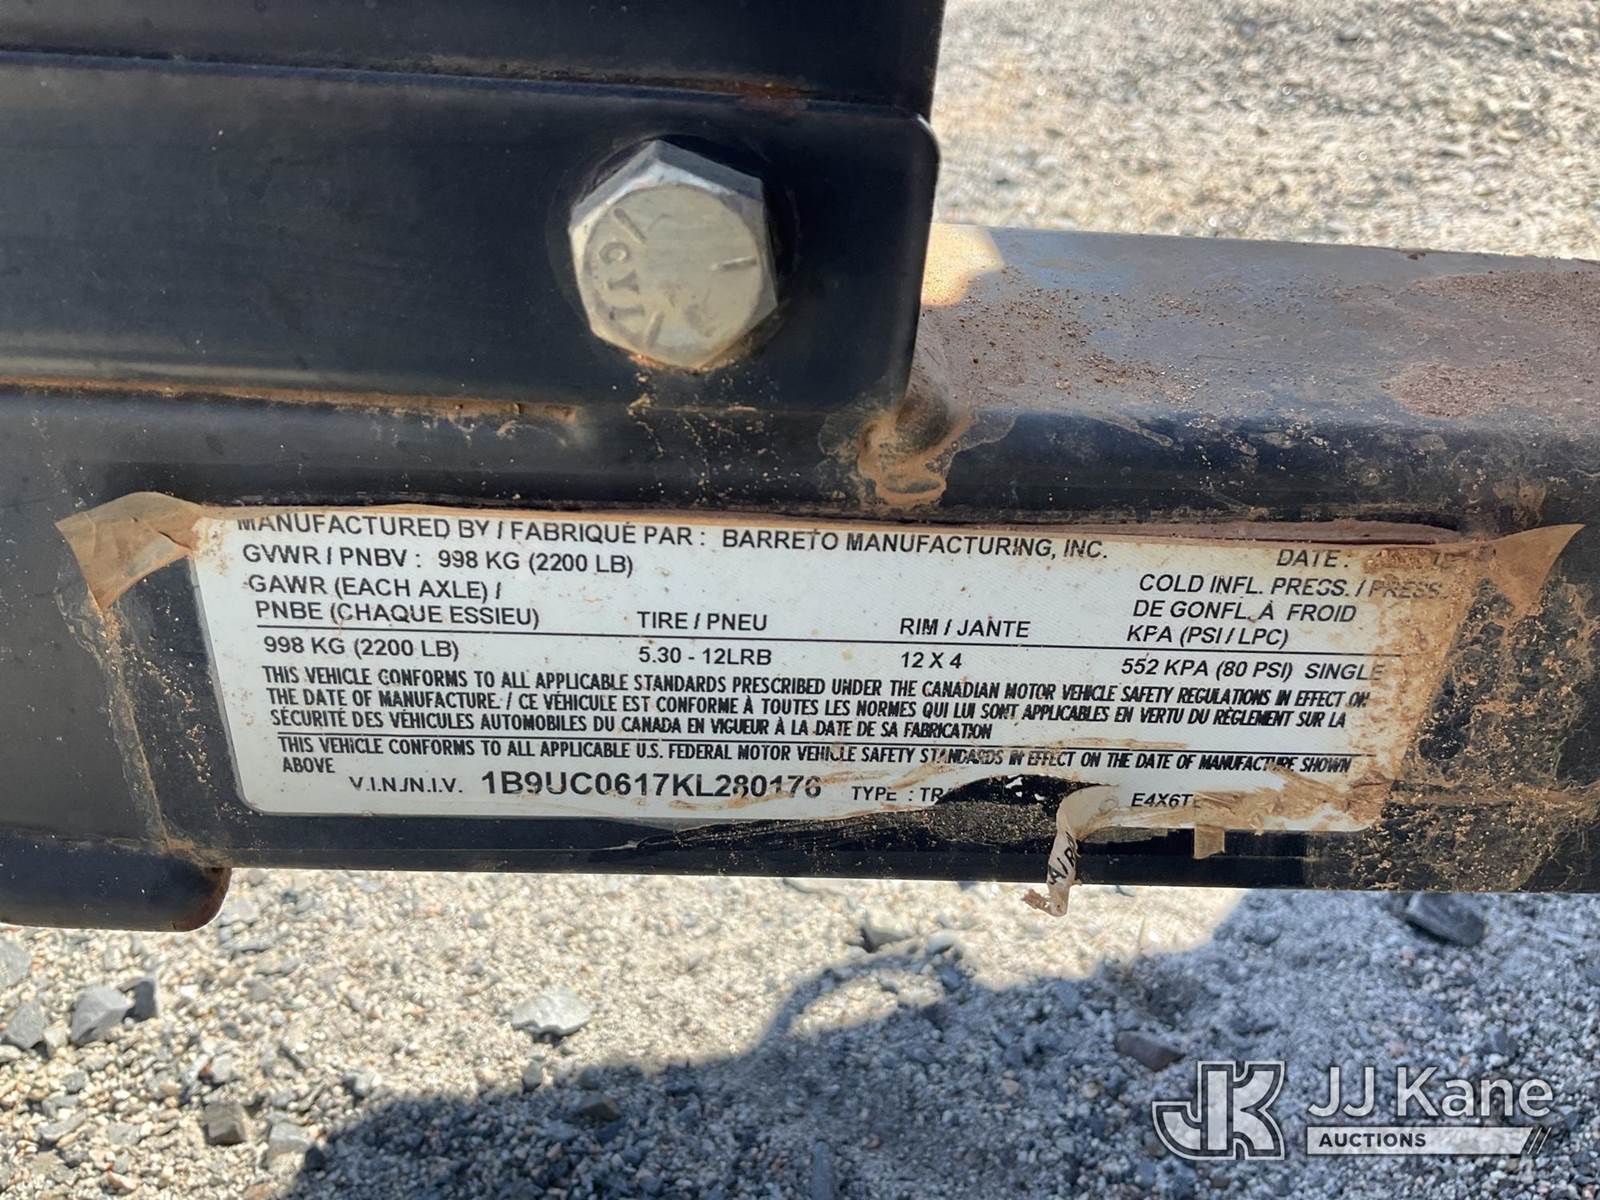 CYI
MANUFACTURED BY / FABRIQUÉ PAR : BARRETO MANUFACTURING, INC.
DATE :
GVWR / PNBV : 998 KG (2200 LB)
GAWR (EACH AXLE) /
PNBE (CHAQUE ESSIEU)
TIRE / PNEU
RIM / JANTE
COLD INFL. PRESS. / PRESS.
DE GONFL. À FROID
KPA (PSI / LPC)
998 KG (2200 LB)
5.30 - 12LRB
12 X 4
552 KPA (80 PSI) SINGLE
THIS VEHICLE CONFORMS TO ALL APPLICABLE STANDARDS PRESCRIBED UNDER THE CANADIAN MOTOR VEHICLE SAFETY REGULATIONS IN EFFECT ON
THE DATE OF MANUFACTURE. / CE VÉHICULE EST CONFORME À TOUTES LES NORMES QUI LUI SONT APPLICABLES EN VERTU DU RÈGLEMENT SUR LA
SÉCURITÉ DES VÉHICULES AUTOMOBILES DU CANADA EN VIGUEUR À LA DATE DE SA FABRICATION
THIS VEHICLE CONFORMS TO ALL APPLICABLE U.S. FEDERAL MOTOR VEHICLE SAFETY STANDARDS IN EFFECT ON THE DATE OF MANUFACTURE SHOWN
ABOVE
V.I.N./N.I.V. 1B9UC0617KL280176 TYPE :
JJ Kane
AUCTIONS